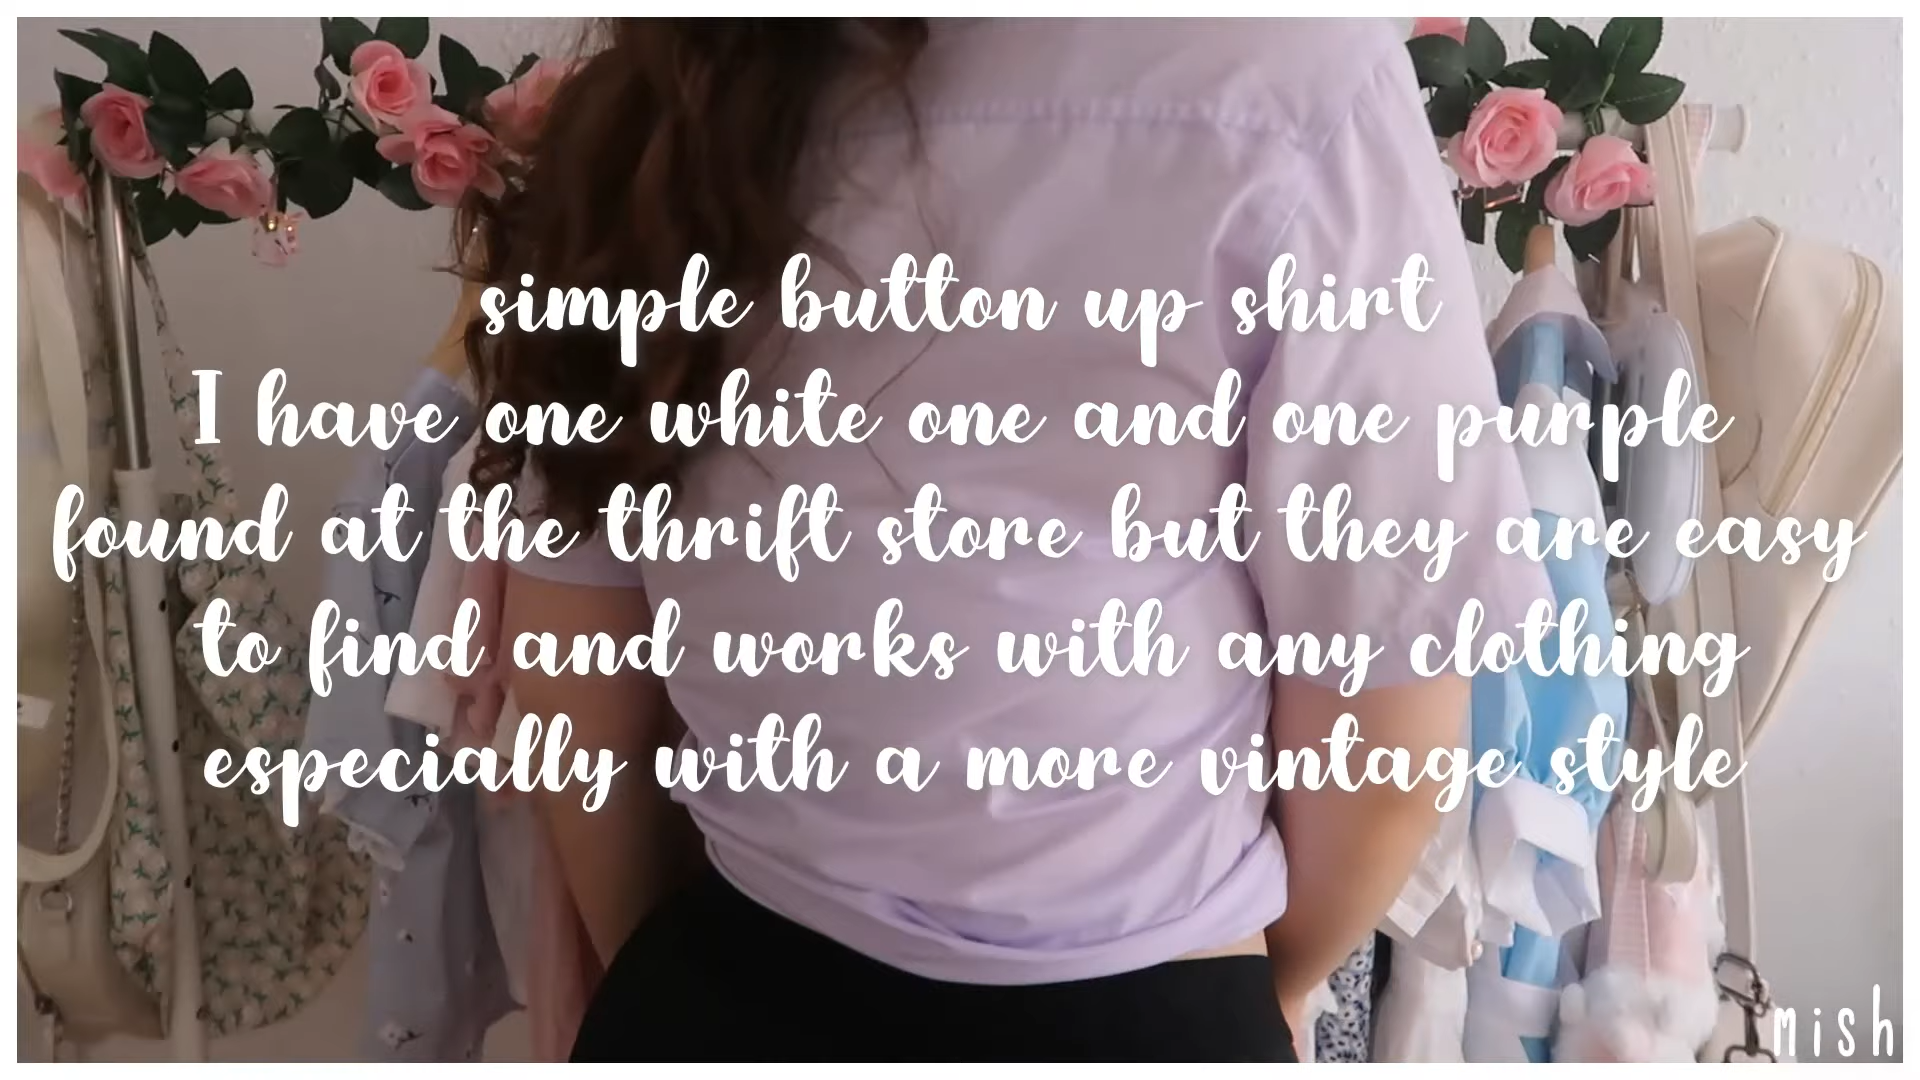 simple button up shirt
I have one white one and one purple
found at the thrift store but they are easy
to find and works with any clothing
especially with a more vintage style
mish